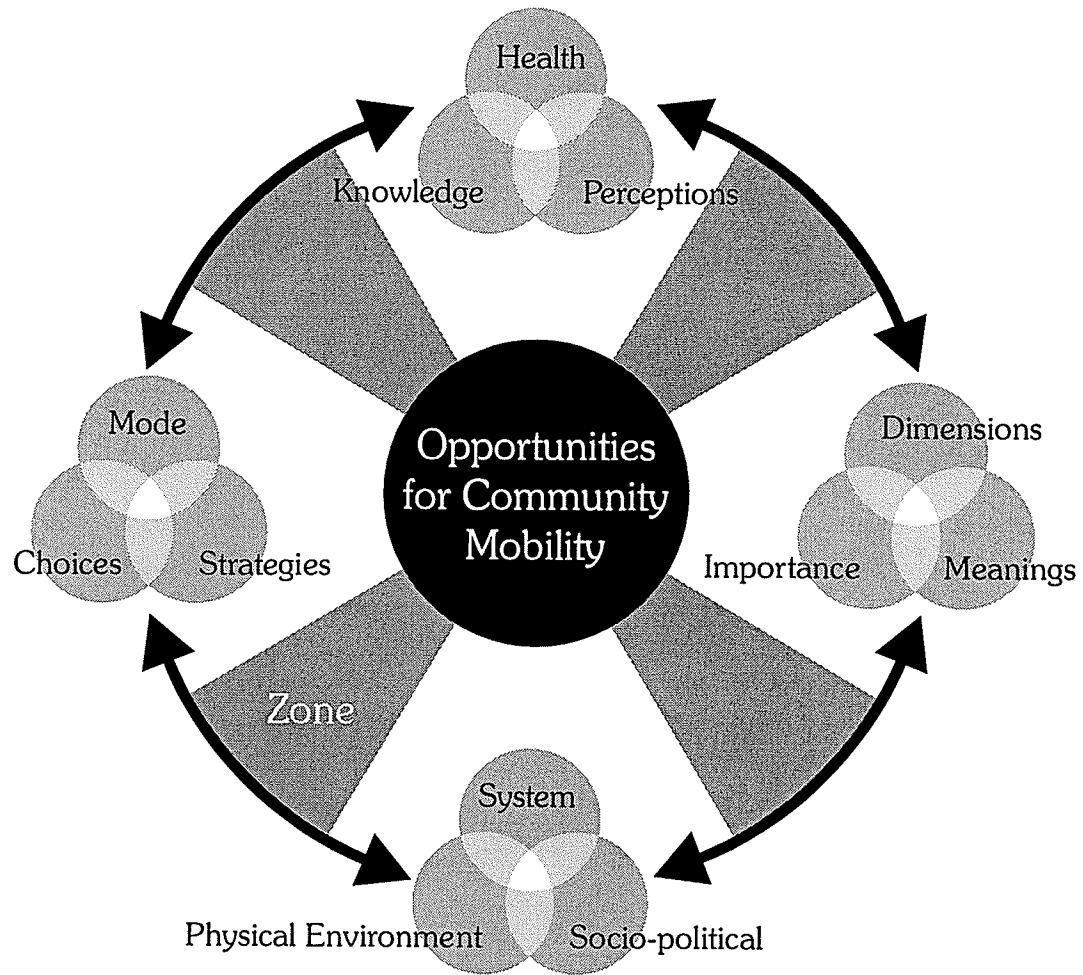 Health
Knowledge
Perceptions
Mode
Choices
Strategies
Opportunities
for Community
Mobility
Dimensions
Importance
Meanings
Zone
System
Physical Environment
Socio-political